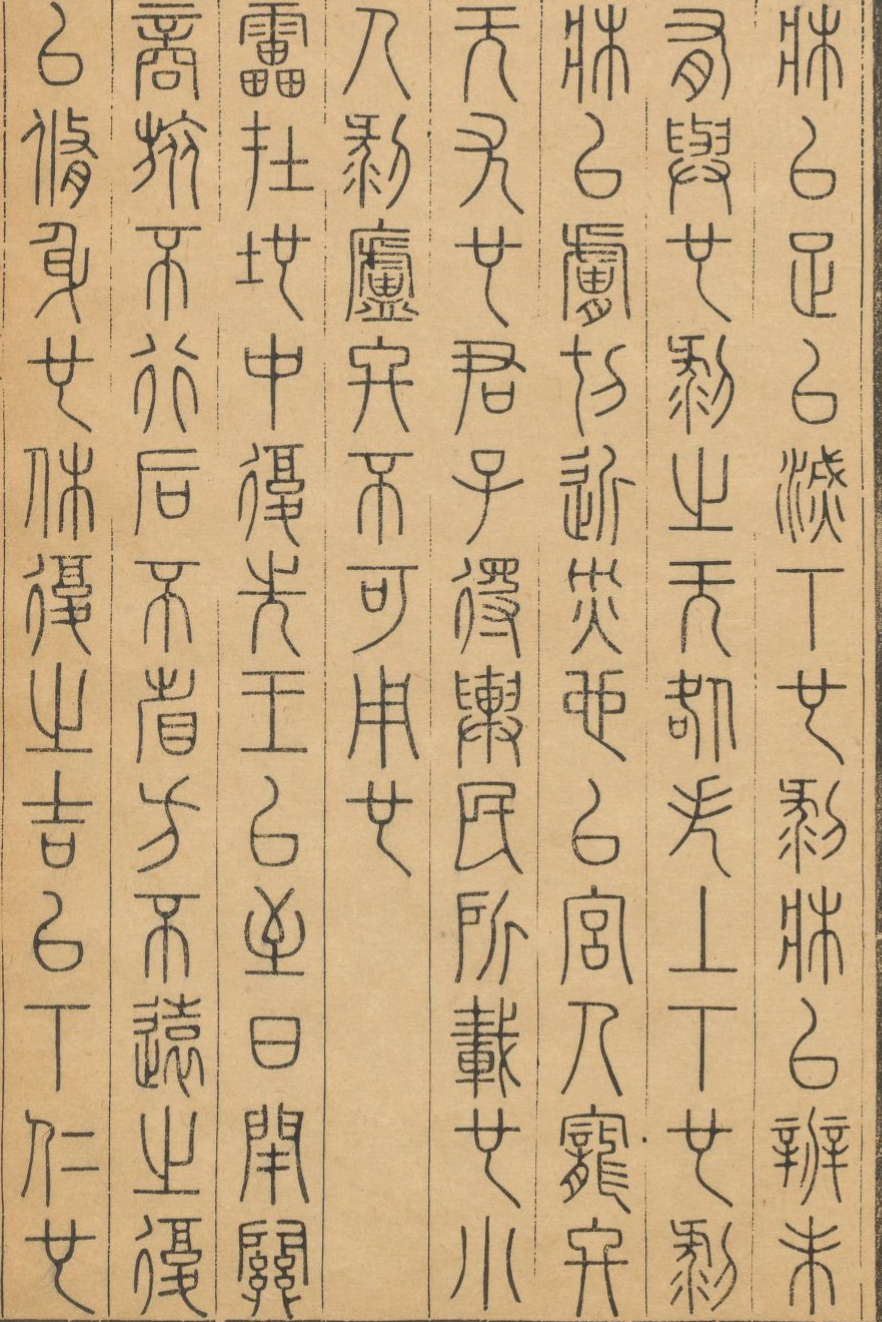 牀以足以滅下也剝牀以辨未
有與也剝之无咎失上下也剝
牀以膚切近災也以宮人寵終
无尤也君子得輿民所載也小
人剝廬終不可用也
雷在地中復先王以至日閉關
商旅不行后不省方不遠之復
以脩身也休復之吉以下仁也